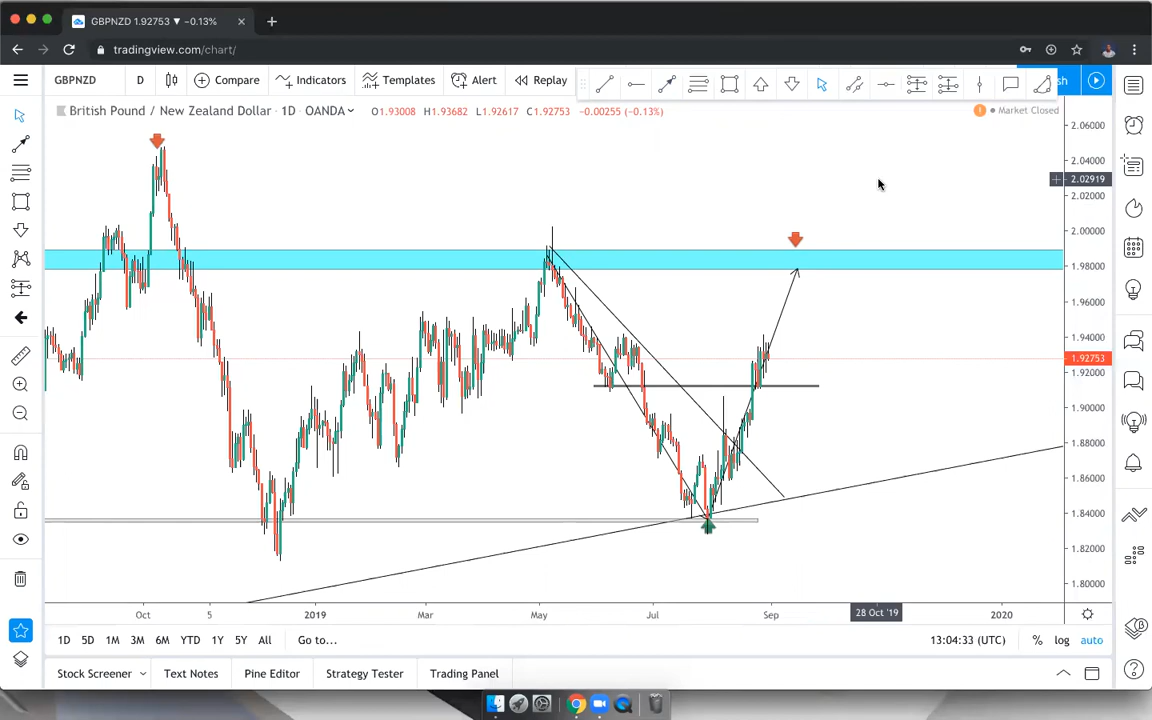 GBPNZD 1.92753 ▼ −0.13%
tradingview.com/chart/
GBPNZD D Compare Indicators Templates Alert Replay
British Pound / New Zealand Dollar · 1D · OANDA O1.93008 H1.93682 L1.92617 C1.92753 −0.00255 (−0.13%)
Market Closed
2.06000
2.04000
2.02919
2.02000
2.00000
1.98000
1.96000
1.94000
1.92753
1.92000
1.90000
1.88000
1.86000
1.84000
1.82000
1.80000
Oct 5 2019 Mar May Jul Sep 28 Oct '19 2020
1D 5D 1M 3M 6M YTD 1Y 5Y All Go to... 13:04:33 (UTC) % log auto
Stock Screener Text Notes Pine Editor Strategy Tester Trading Panel